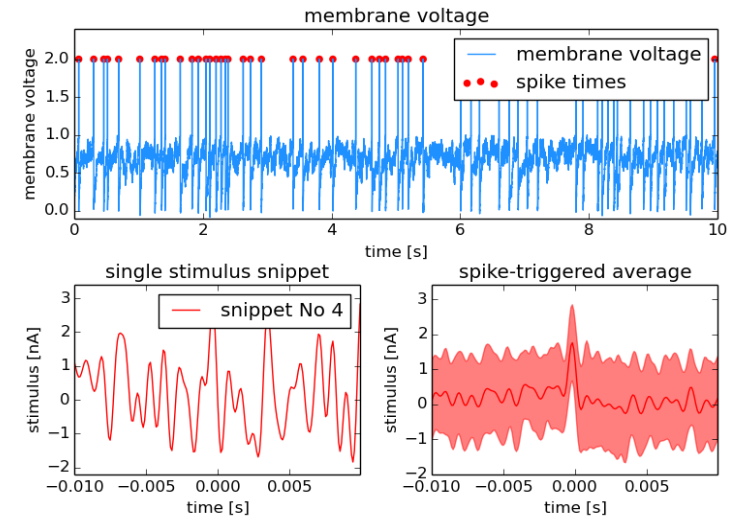 membrane voltage
membrane voltage
2.0
1.5
1.0
0.5
0.0
membrane voltage
spike times
0
2
4
6
8
10
time [s]
single stimulus snippet
stimulus [nA]
3
2
1
0
−1
−2
snippet No 4
−0.010
−0.005
0.000
0.005
time [s]
spike-triggered average
stimulus [nA]
3
2
1
0
−1
−2
−0.010
−0.005
0.000
0.005
time [s]